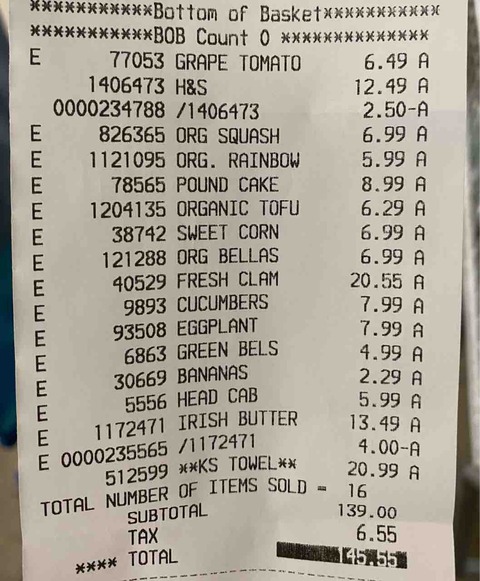 ***********Bottom of Basket***********
***********BOB Count 0 **************
E 77053 GRAPE TOMATO 6.49 A
1406473 H&S 12.49 A
0000234788 /1406473 2.50-A
E 826365 ORG SQUASH 6.99 A
E 1121095 ORG. RAINBOW 5.99 A
E 78565 POUND CAKE 8.99 A
E 1204135 ORGANIC TOFU 6.29 A
E 38742 SWEET CORN 6.99 A
E 121288 ORG BELLAS 6.99 A
E 40529 FRESH CLAM 20.55 A
E 9893 CUCUMBERS 7.99 A
E 93508 EGGPLANT 7.99 A
E 6863 GREEN BELS 4.99 A
E 30669 BANANAS 2.29 A
E 5556 HEAD CAB 5.99 A
E 1172471 IRISH BUTTER 13.49 A
E 0000235565 /1172471 4.00-A
512599 **KS TOWEL** 20.99 A
TOTAL NUMBER OF ITEMS SOLD = 16
SUBTOTAL 139.00
TAX 6.55
**** TOTAL 145.55